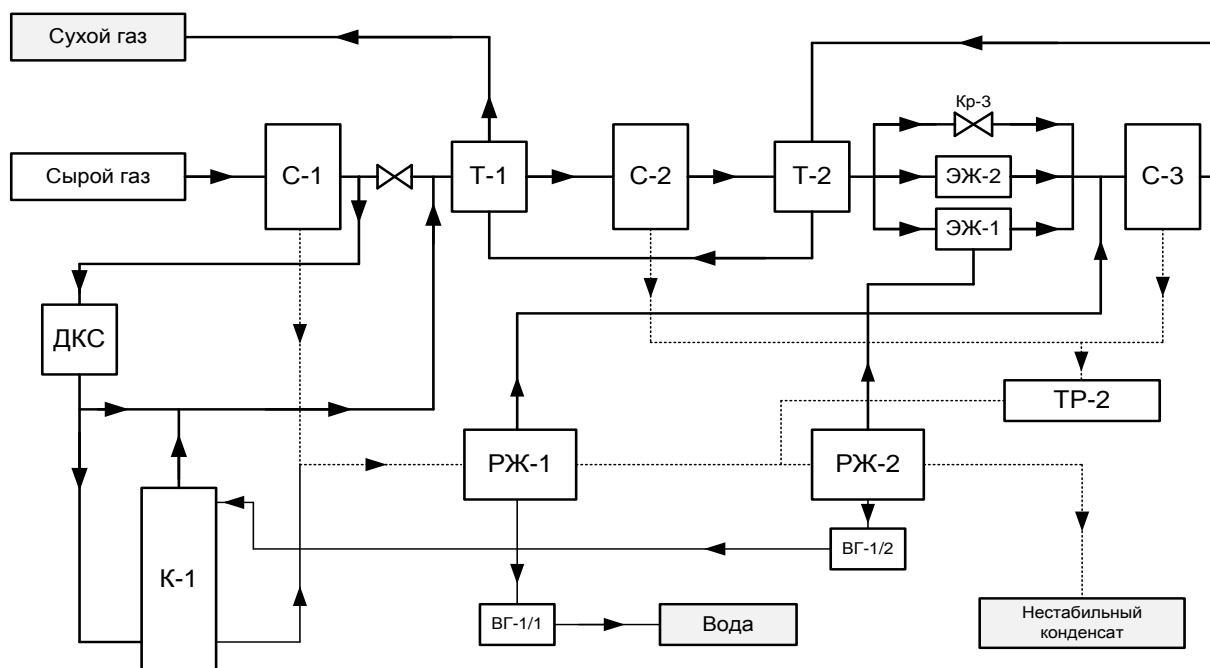 Сухой газ
Кр-3
Сырой газ
С-1
Т-1
С-2
Т-2
ЭЖ-2
ЭЖ-1
С-3
ДКС
ТР-2
РЖ-1
РЖ-2
ВГ-1/2
К-1
ВГ-1/1
Вода
Нестабильный
конденсат